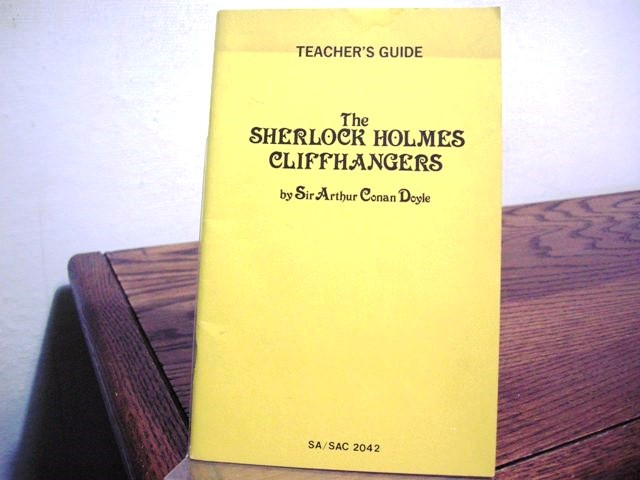 TEACHER'S GUIDE
The
SHERLOCK HOLMES
CLIFFHANGERS
by Sir Arthur Conan Doyle
SA/SAC 2042